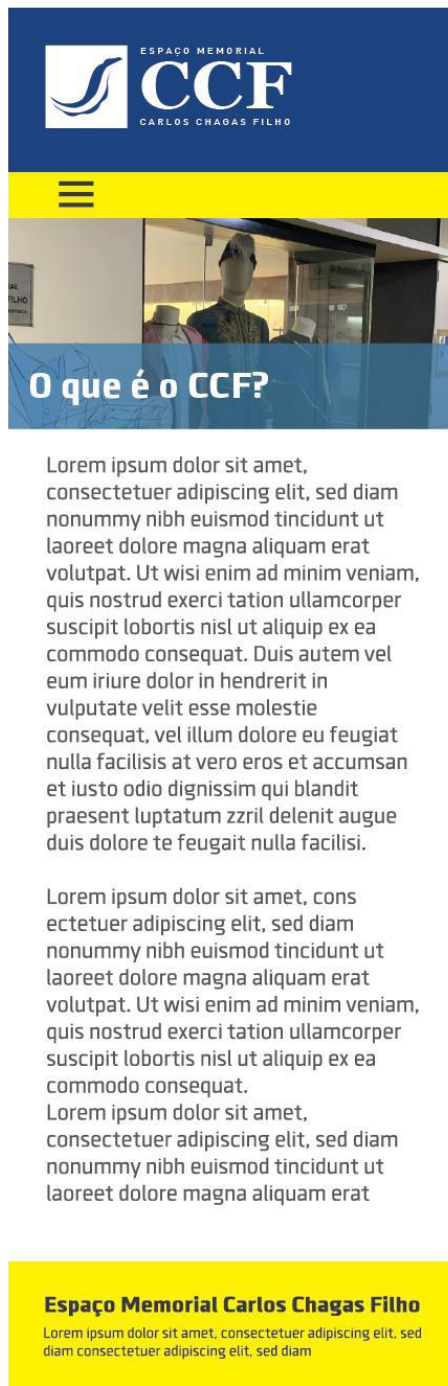 ESPAÇO MEMORIAL
CCF
CARLOS CHAGAS FILHO
FILHO
O que é o CCF?
Lorem ipsum dolor sit amet,
consectetuer adipiscing elit, sed diam
nonummy nibh euismod tincidunt ut
laoreet dolore magna aliquam erat
volutpat. Ut wisi enim ad minim veniam,
quis nostrud exerci tation ullamcorper
suscipit lobortis nisl ut aliquip ex ea
commodo consequat. Duis autem vel
eum iriure dolor in hendrerit in
vulputate velit esse molestie
consequat, vel illum dolore eu feugiat
nulla facilisis at vero eros et accumsan
et iusto odio dignissim qui blandit
praesent luptatum zzril delenit augue
duis dolore te feugait nulla facilisi.
Lorem ipsum dolor sit amet, cons
ectetuer adipiscing elit, sed diam
nonummy nibh euismod tincidunt ut
laoreet dolore magna aliquam erat
volutpat. Ut wisi enim ad minim veniam,
quis nostrud exerci tation ullamcorper
suscipit lobortis nisl ut aliquip ex ea
commodo consequat.
Lorem ipsum dolor sit amet,
consectetuer adipiscing elit, sed diam
nonummy nibh euismod tincidunt ut
laoreet dolore magna aliquam erat
Espaço Memorial Carlos Chagas Filho
Lorem ipsum dolor sit amet, consectetuer adipiscing elit, sed
diam consectetuer adipiscing elit, sed diam